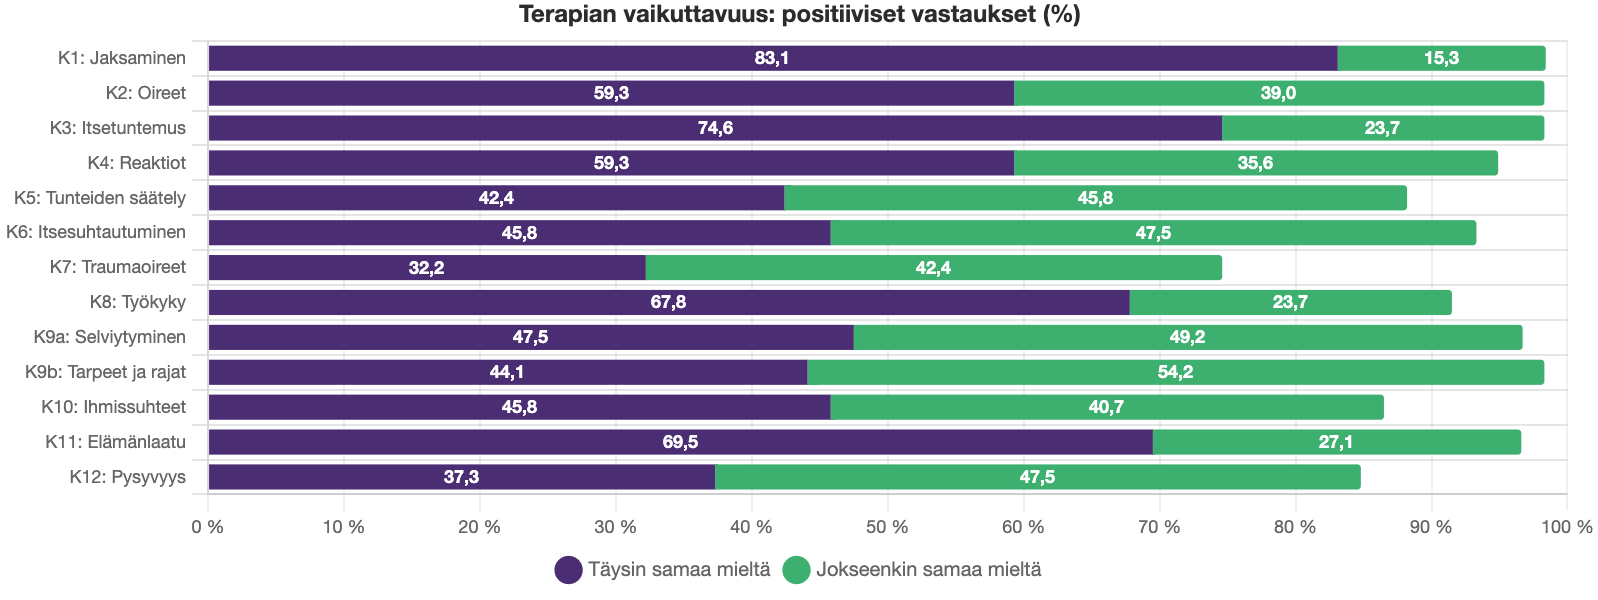 Terapian vaikuttavuus: positiiviset vastaukset (%)
K1: Jaksaminen 83,1 15,3
K2: Oireet 59,3 39,0
K3: Itsetuntemus 74,6 23,7
K4: Reaktiot 59,3 35,6
K5: Tunteiden säätely 42,4 45,8
K6: Itsesuhtautuminen 45,8 47,5
K7: Traumaoireet 32,2 42,4
K8: Työkyky 67,8 23,7
K9a: Selviytyminen 47,5 49,2
K9b: Tarpeet ja rajat 44,1 54,2
K10: Ihmissuhteet 45,8 40,7
K11: Elämänlaatu 69,5 27,1
K12: Pysyvyys 37,3 47,5
0 % 10 % 20 % 30 % 40 % 50 % 60 % 70 % 80 % 90 % 100 %
Täysin samaa mieltä Jokseenkin samaa mieltä